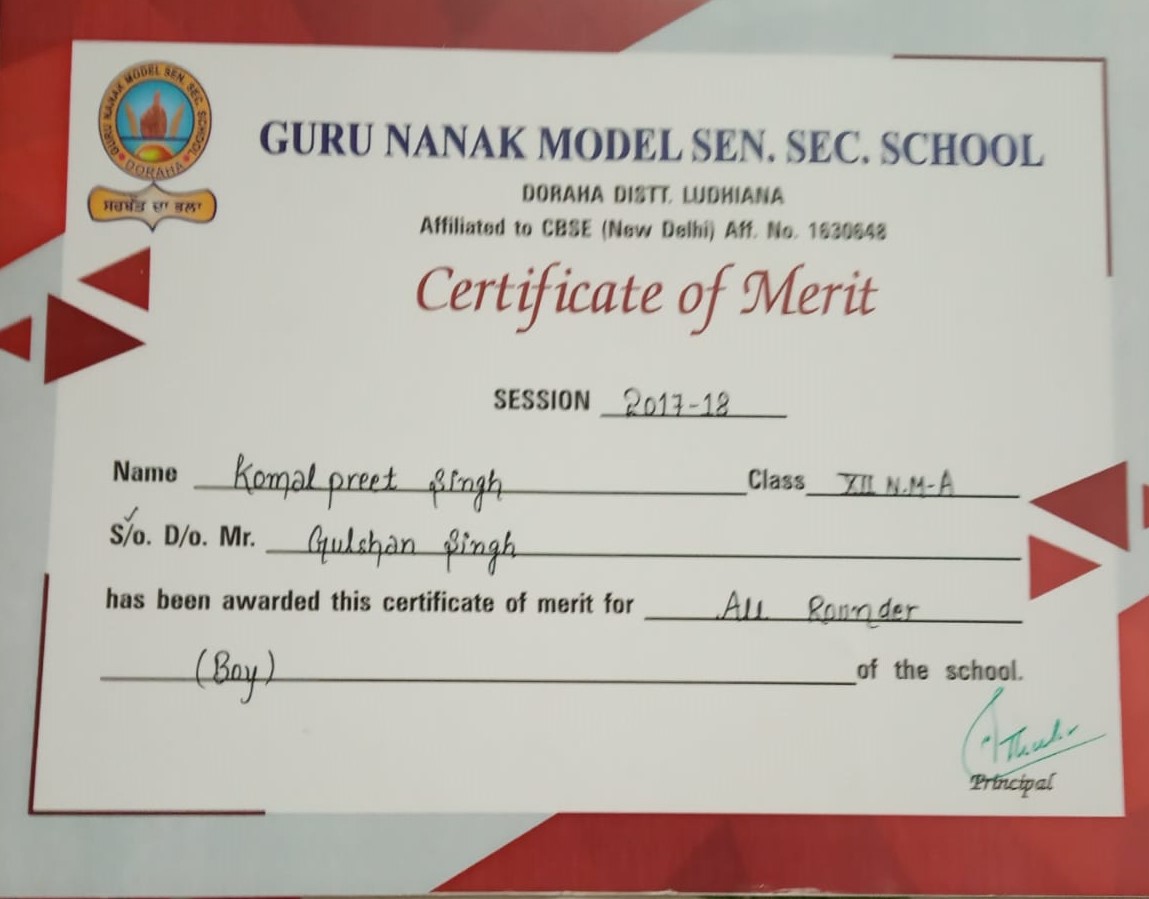 GURU NANAK MODEL SEN. SEC. SCHOOL
DORAHA
ਸਰਬੱਤ ਦਾ ਭਲਾ
GURU NANAK MODEL SEN. SEC. SCHOOL
DORAHA DISTT. LUDHIANA
Affiliated to CBSE (New Delhi) Aff. No. 1630648
Certificate of Merit
SESSION 2017-18
Name Komalpreet Singh Class XII N.M-A
S/o. D/o. Mr. Gulshan Singh
has been awarded this certificate of merit for All Rounder
(Boy) of the school.
Principal